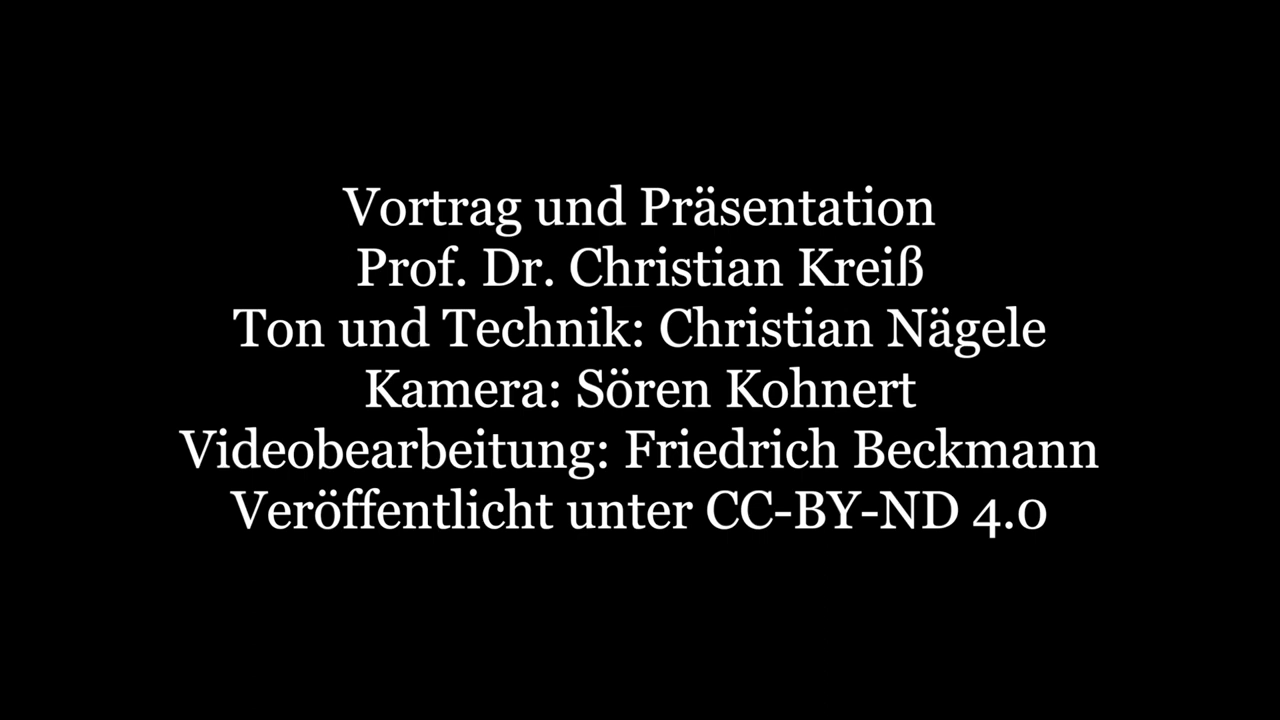 Vortrag und Präsentation
Prof. Dr. Christian Kreiß
Ton und Technik: Christian Nägele
Kamera: Sören Kohnert
Videobearbeitung: Friedrich Beckmann
Veröffentlicht unter CC-BY-ND 4.0